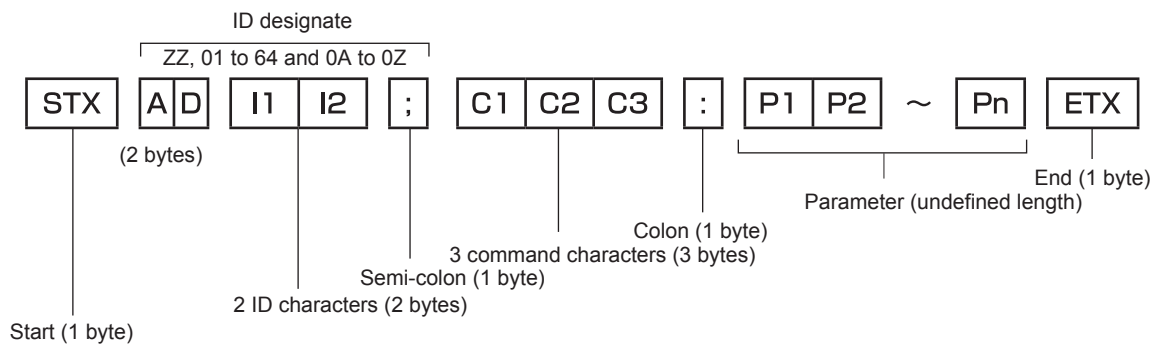 ID designate
ZZ, 01 to 64 and 0A to 0Z
STX A D I1 I2 ; C1 C2 C3 : P1 P2 ～ Pn ETX
(2 bytes)
End (1 byte)
Parameter (undefined length)
Colon (1 byte)
3 command characters (3 bytes)
Semi-colon (1 byte)
2 ID characters (2 bytes)
Start (1 byte)